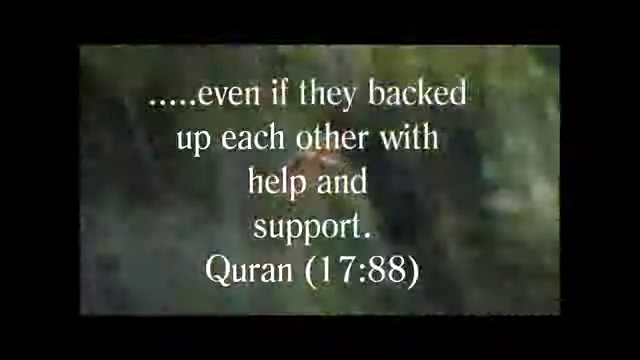 .....even if they backed
up each other with
help and
support.
Quran (17:88)